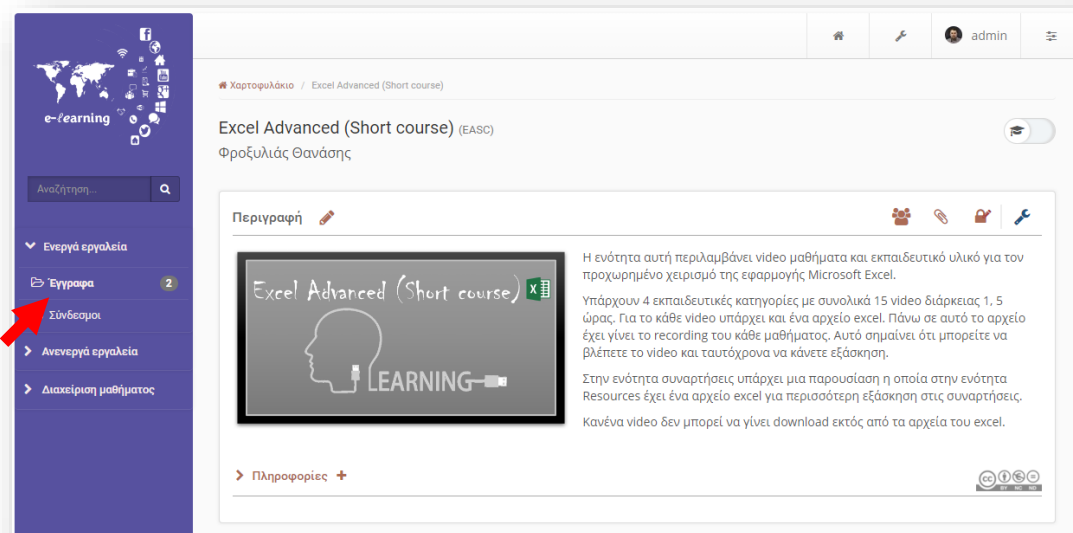 admin
e-learning
Χαρτοφυλάκιο / Excel Advanced (Short course)
Excel Advanced (Short course) (EASC)
Φροξυλιάς Θανάσης
Αναζήτηση...
Ενεργά εργαλεία
Έγγραφα 2
Σύνδεσμοι
Ανενεργά εργαλεία
Διαχείριση μαθήματος
Περιγραφή
Excel Advanced (Short course)
LEARNING
Η ενότητα αυτή περιλαμβάνει video μαθήματα και εκπαιδευτικό υλικό για τον
προχωρημένο χειρισμό της εφαρμογής Microsoft Excel.
Υπάρχουν 4 εκπαιδευτικές κατηγορίες με συνολικά 15 video διάρκειας 1, 5
ώρας. Για το κάθε video υπάρχει και ένα αρχείο excel. Πάνω σε αυτό το αρχείο
έχει γίνει το recording του κάθε μαθήματος. Αυτό σημαίνει ότι μπορείτε να
βλέπετε το video και ταυτόχρονα να κάνετε εξάσκηση.
Στην ενότητα συναρτήσεις υπάρχει μια παρουσίαση η οποία στην ενότητα
Resources έχει ένα αρχείο excel για περισσότερη εξάσκηση στις συναρτήσεις.
Κανένα video δεν μπορεί να γίνει download εκτός από τα αρχεία του excel.
Πληροφορίες +
cc
BY NC ND